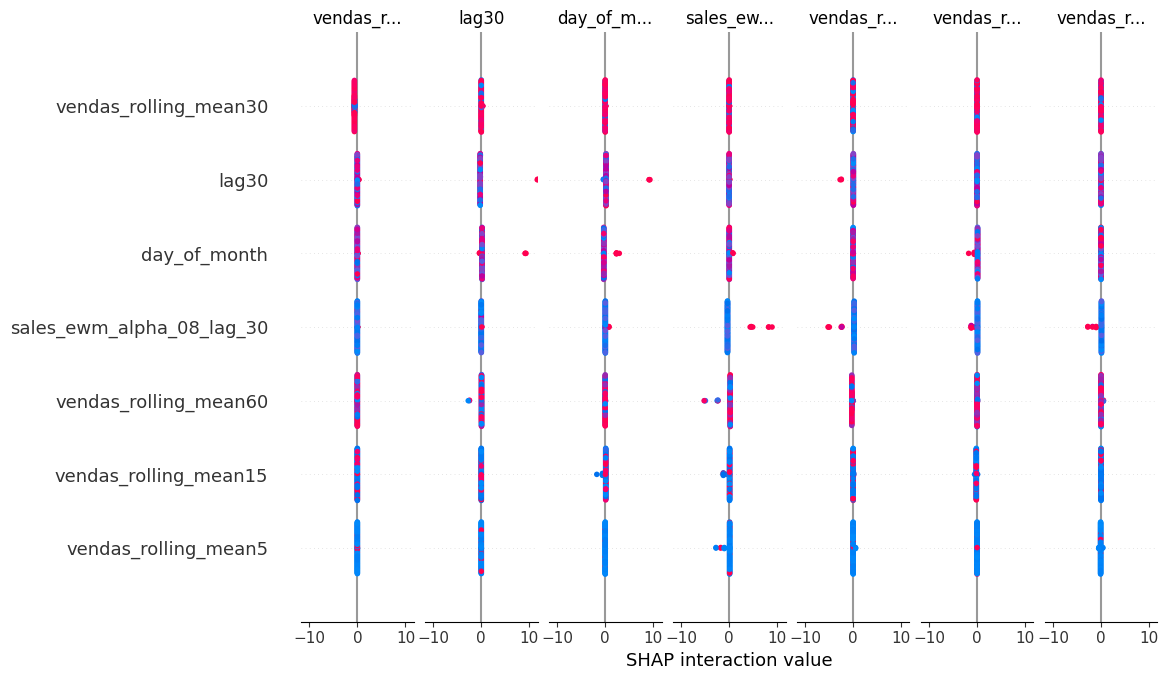 vendas_r... lag30 day_of_m... sales_ew... vendas_r... vendas_r... vendas_r...
vendas_rolling_mean30
lag30
day_of_month
sales_ewm_alpha_08_lag_30
vendas_rolling_mean60
vendas_rolling_mean15
vendas_rolling_mean5
−10 0 10 −10 0 10 −10 0 10 −10 0 10 −10 0 10 −10 0 10 −10 0 10
SHAP interaction value